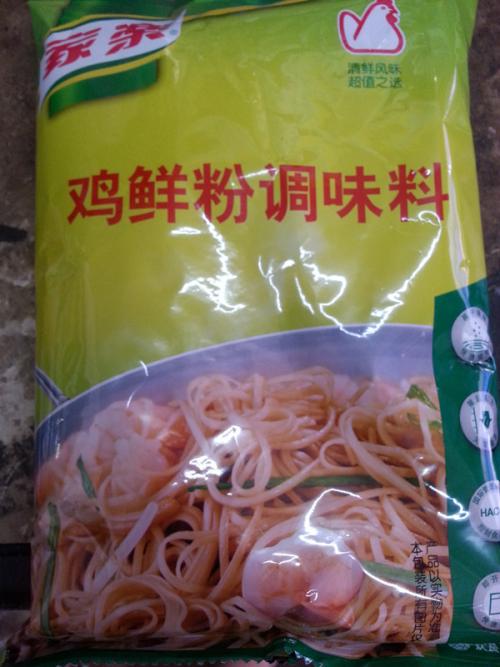 家乐
清鲜风味
超值之选
鸡鲜粉调味料
HAC
产品以实物为准
本包装所有图片